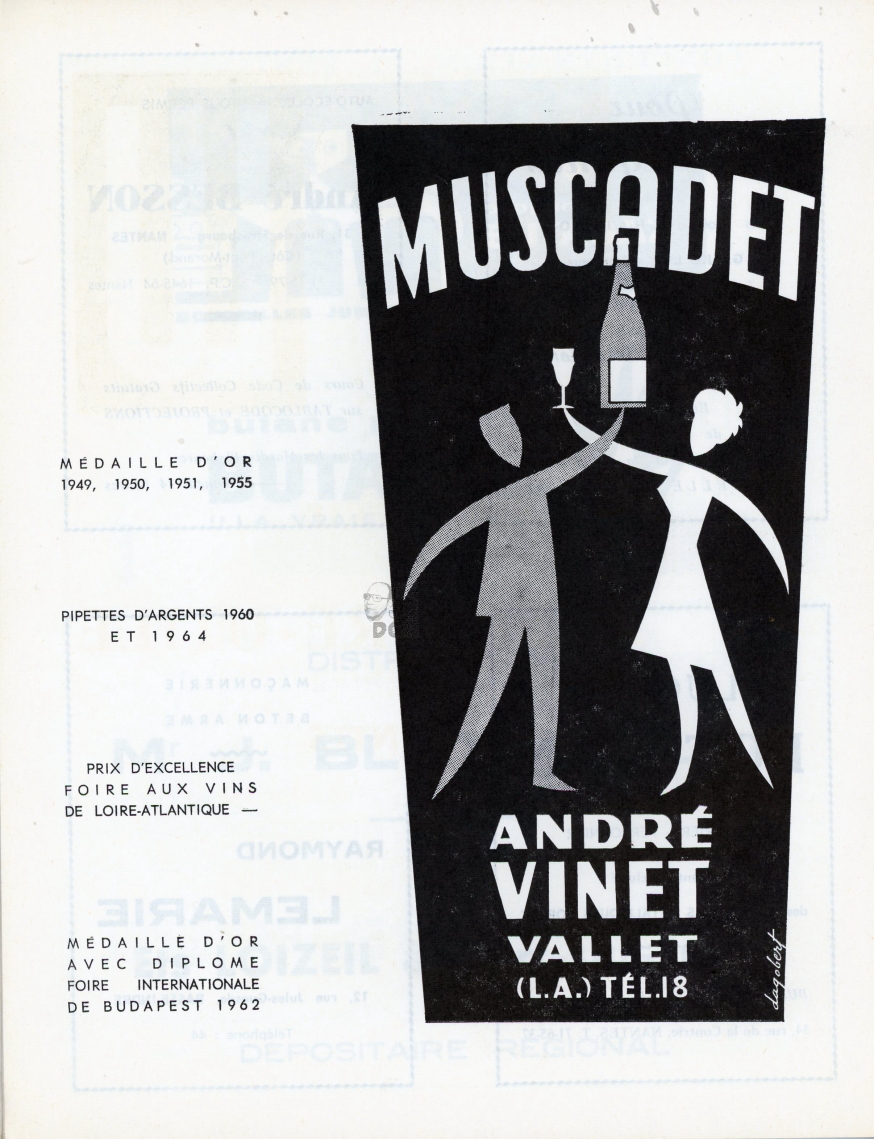 MUSCADET
MÉDAILLE D'OR
1949, 1950, 1951, 1955
PIPETTES D'ARGENTS 1960
ET 1964
PRIX D'EXCELLENCE
FOIRE AUX VINS
DE LOIRE-ATLANTIQUE —
MÉDAILLE D'OR
AVEC DIPLOME
FOIRE INTERNATIONALE
DE BUDAPEST 1962
ANDRÉ
VINET
VALLET
(L.A.) TÉL.18
dagobert